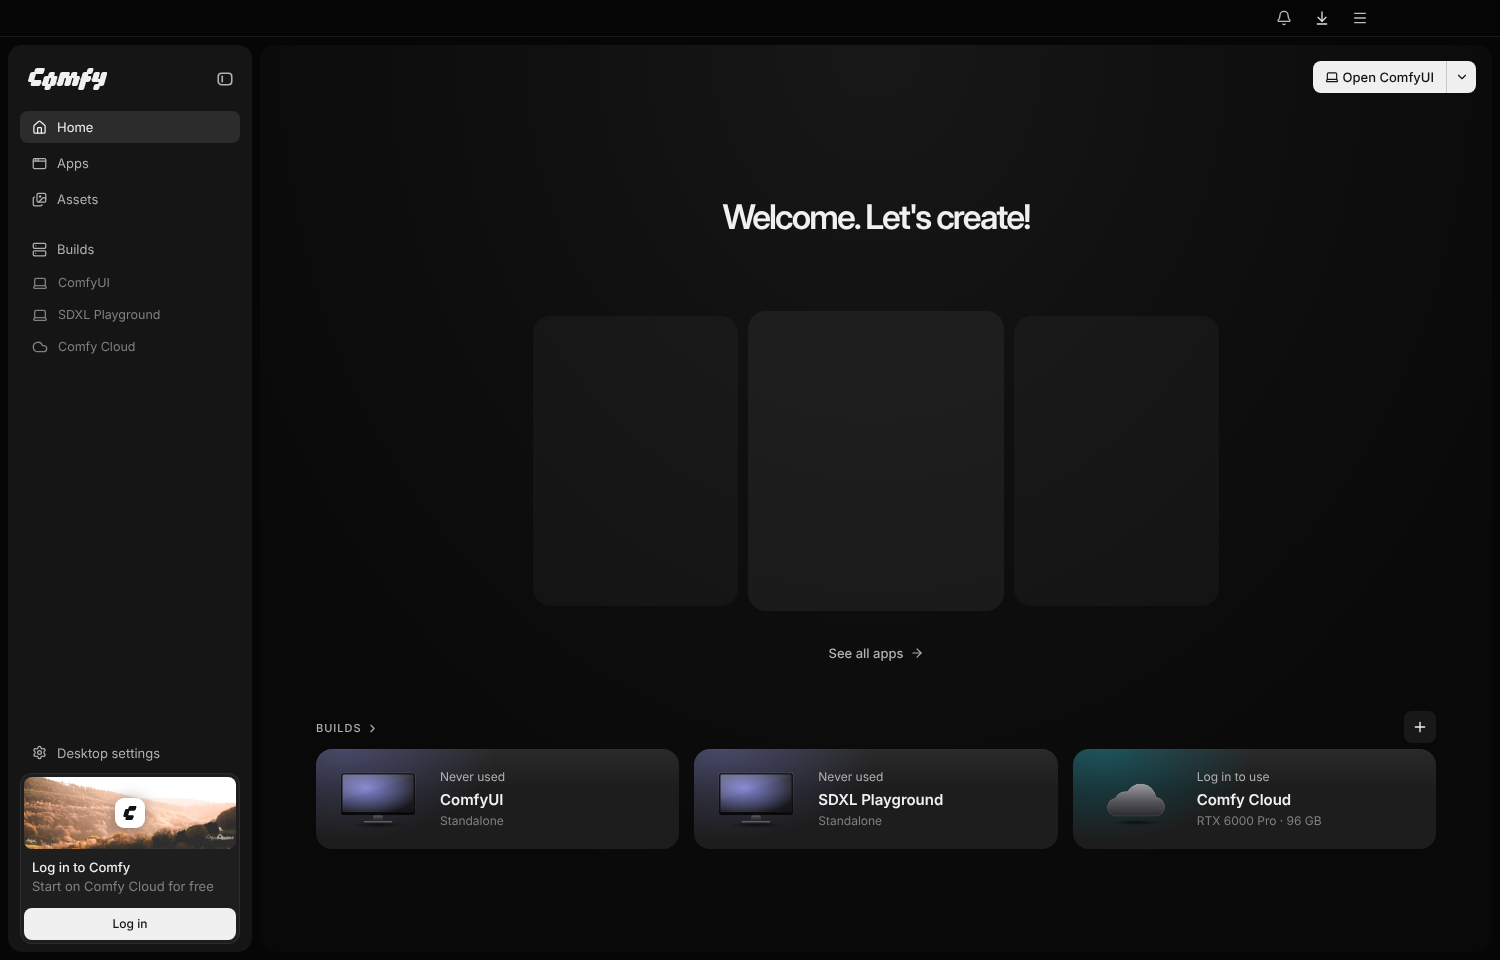 Comfy
Open ComfyUI
Home
Apps
Assets
Builds
ComfyUI
SDXL Playground
Comfy Cloud
Welcome. Let's create!
See all apps
BUILDS
Never used
ComfyUI
Standalone
Never used
SDXL Playground
Standalone
Log in to use
Comfy Cloud
RTX 6000 Pro · 96 GB
Desktop settings
Log in to Comfy
Start on Comfy Cloud for free
Log in